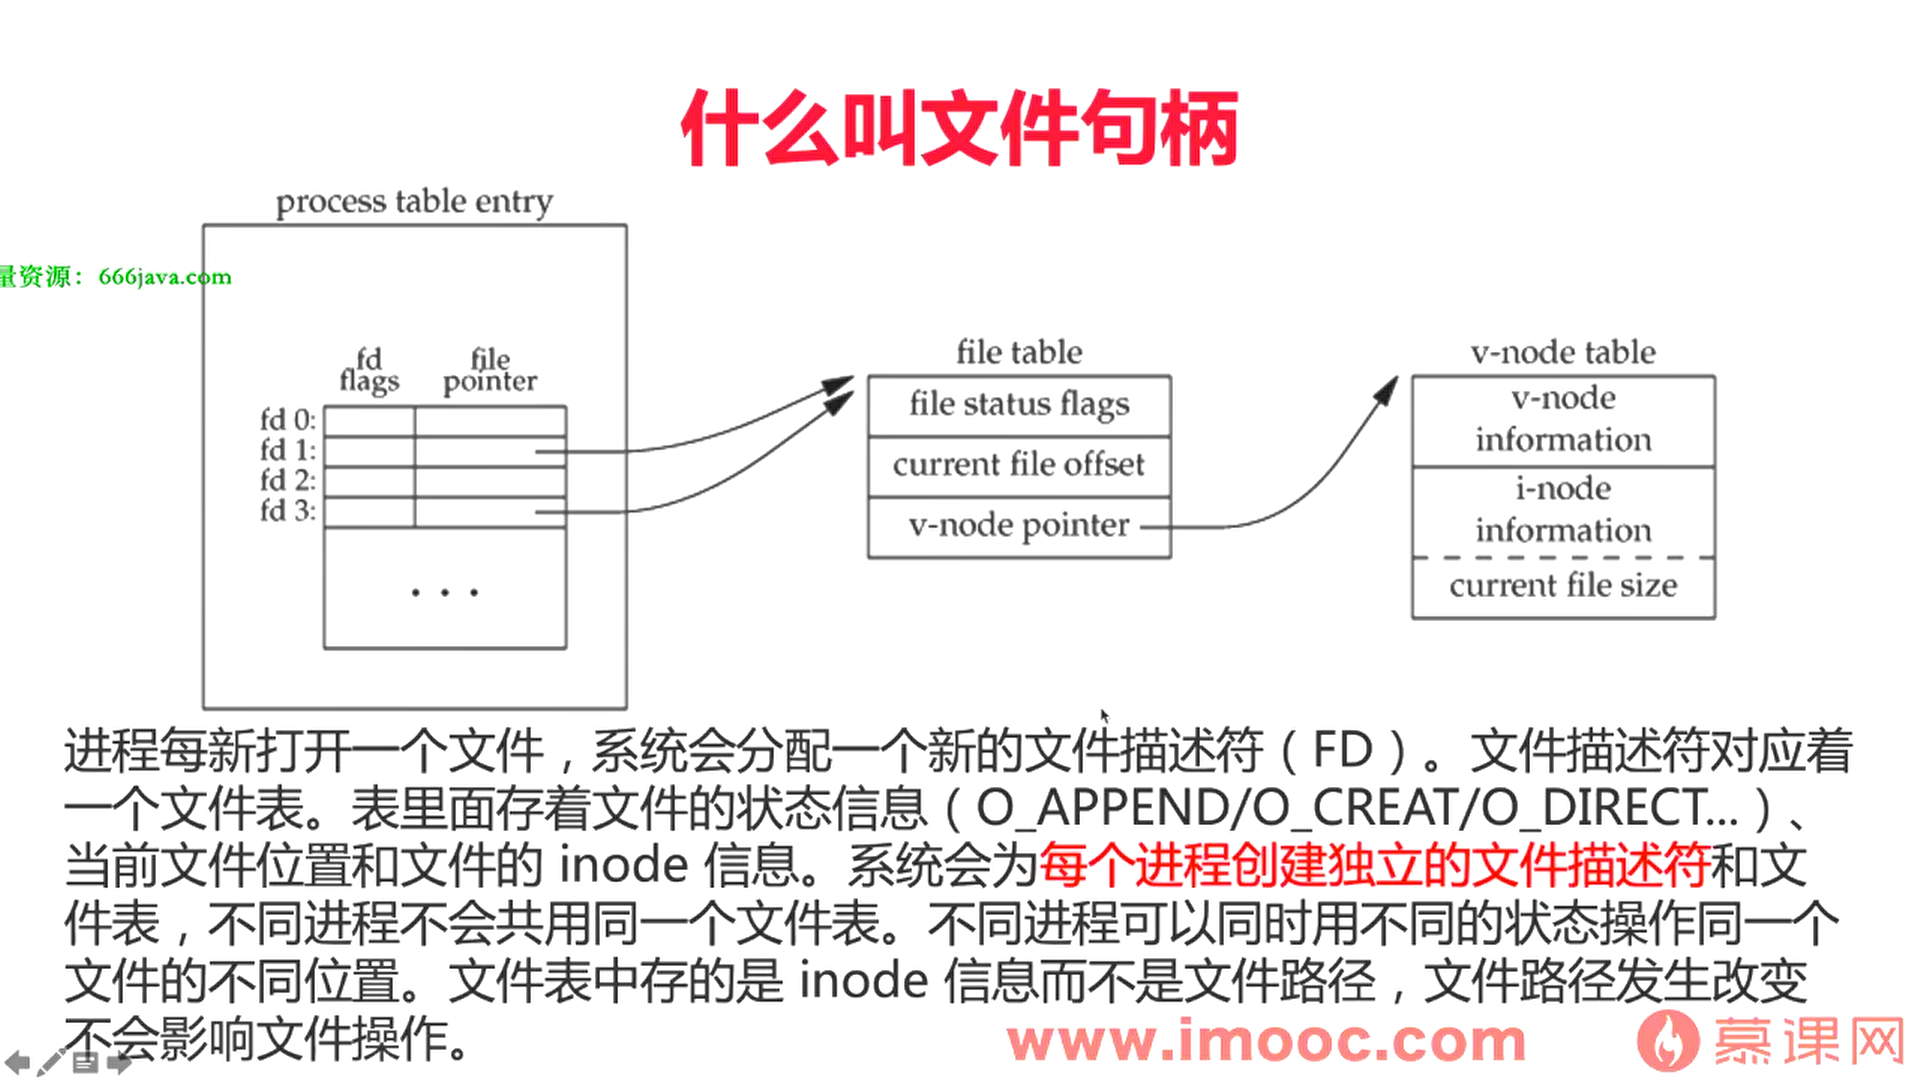 什么叫文件句柄
process table entry
量资源：666java.com
fd flags
file pointer
fd 0:
fd 1:
fd 2:
fd 3:
. . .
file table
file status flags
current file offset
v-node pointer
v-node table
v-node
information
i-node
information
current file size
进程每新打开一个文件，系统会分配一个新的文件描述符（FD）。文件描述符对应着
一个文件表。表里面存着文件的状态信息（O_APPEND/O_CREAT/O_DIRECT...）、
当前文件位置和文件的 inode 信息。系统会为每个进程创建独立的文件描述符和文
件表，不同进程不会共用同一个文件表。不同进程可以同时用不同的状态操作同一个
文件的不同位置。文件表中存的是 inode 信息而不是文件路径，文件路径发生改变
不会影响文件操作。
www.imooc.com
慕课网